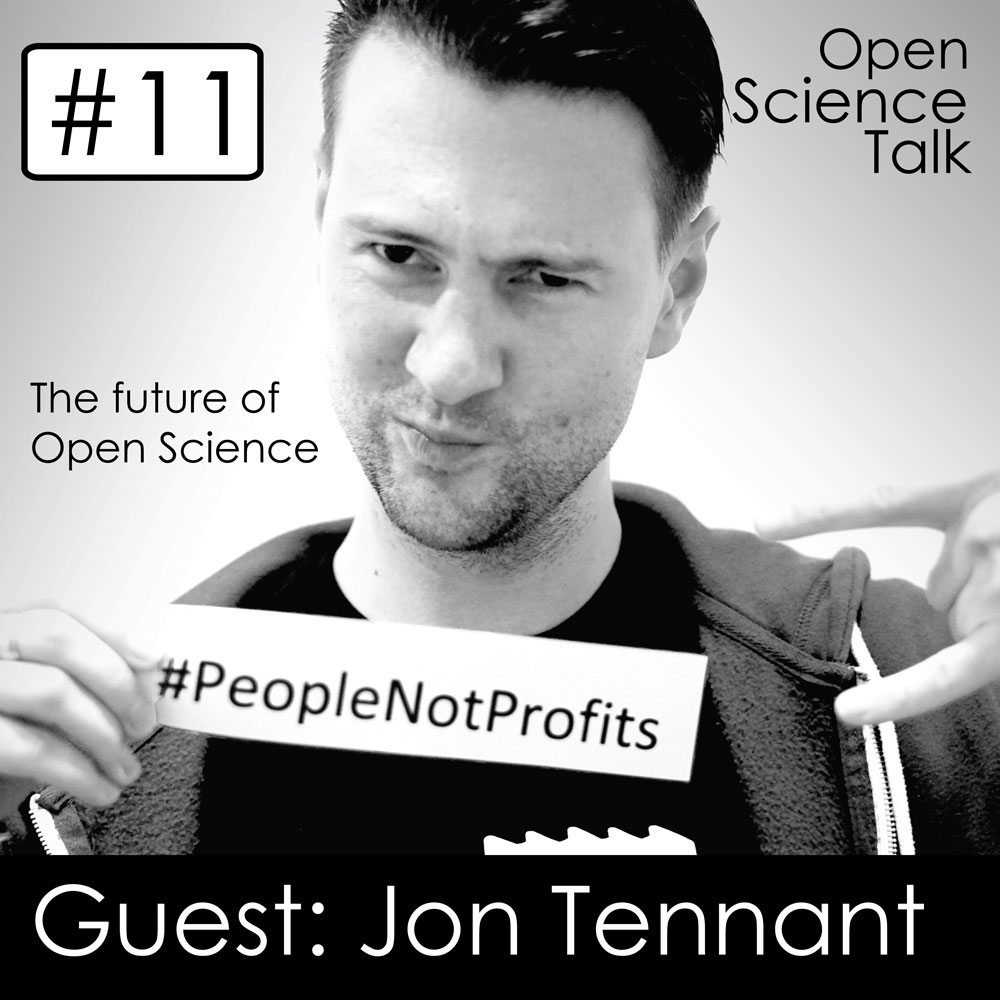 #11
Open
Science
Talk
The future of
Open Science
#PeopleNotProfits
Guest: Jon Tennant